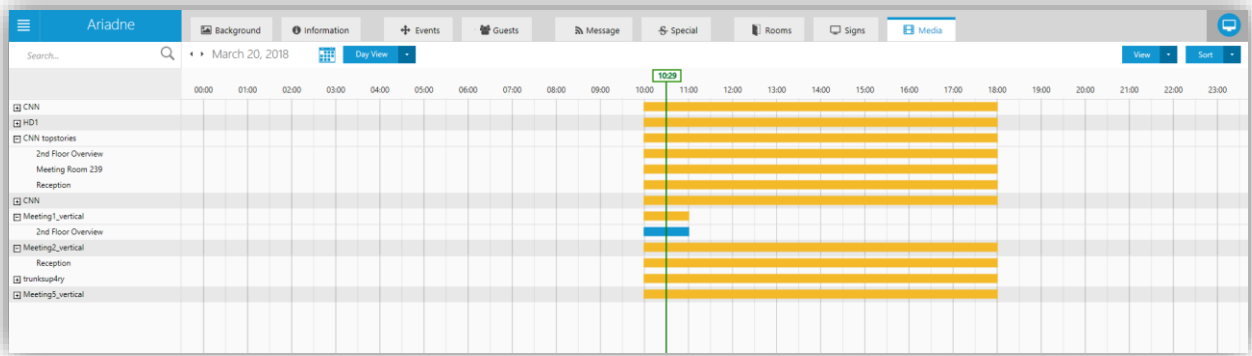 Ariadne Background Information Events Guests Message Special Rooms Signs Media
Search... March 20, 2018 Day View View Sort
10:29
00:00 01:00 02:00 03:00 04:00 05:00 06:00 07:00 08:00 09:00 10:00 11:00 12:00 13:00 14:00 15:00 16:00 17:00 18:00 19:00 20:00 21:00 22:00 23:00
CNN
HD1
CNN topstories
2nd Floor Overview
Meeting Room 239
Reception
CNN
Meeting1_vertical
2nd Floor Overview
Meeting2_vertical
Reception
trunksup4ry
Meeting5_vertical